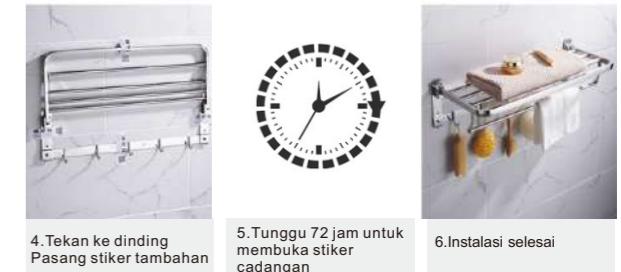 4.Tekan ke dinding
Pasang stiker tambahan
5.Tunggu 72 jam untuk
membuka stiker
cadangan
6.Instalasi selesai